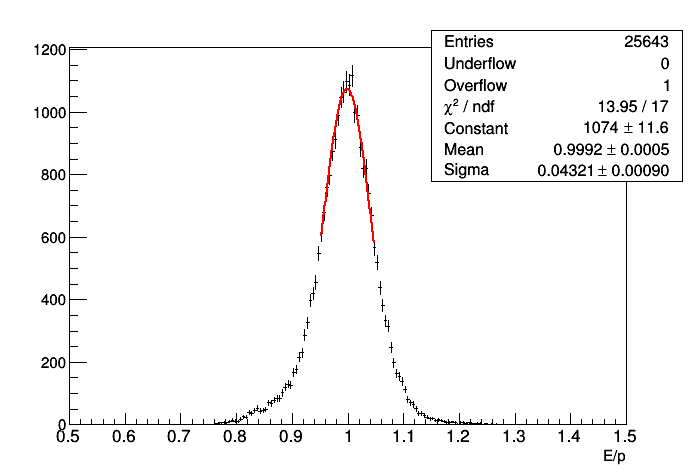 Entries 25643
Underflow 0
Overflow 1
χ² / ndf 13.95 / 17
Constant 1074 ± 11.6
Mean 0.9992 ± 0.0005
Sigma 0.04321 ± 0.00090
1200
1000
800
600
400
200
0
0.5 0.6 0.7 0.8 0.9 1 1.1 1.2 1.3 1.4 1.5
E/p